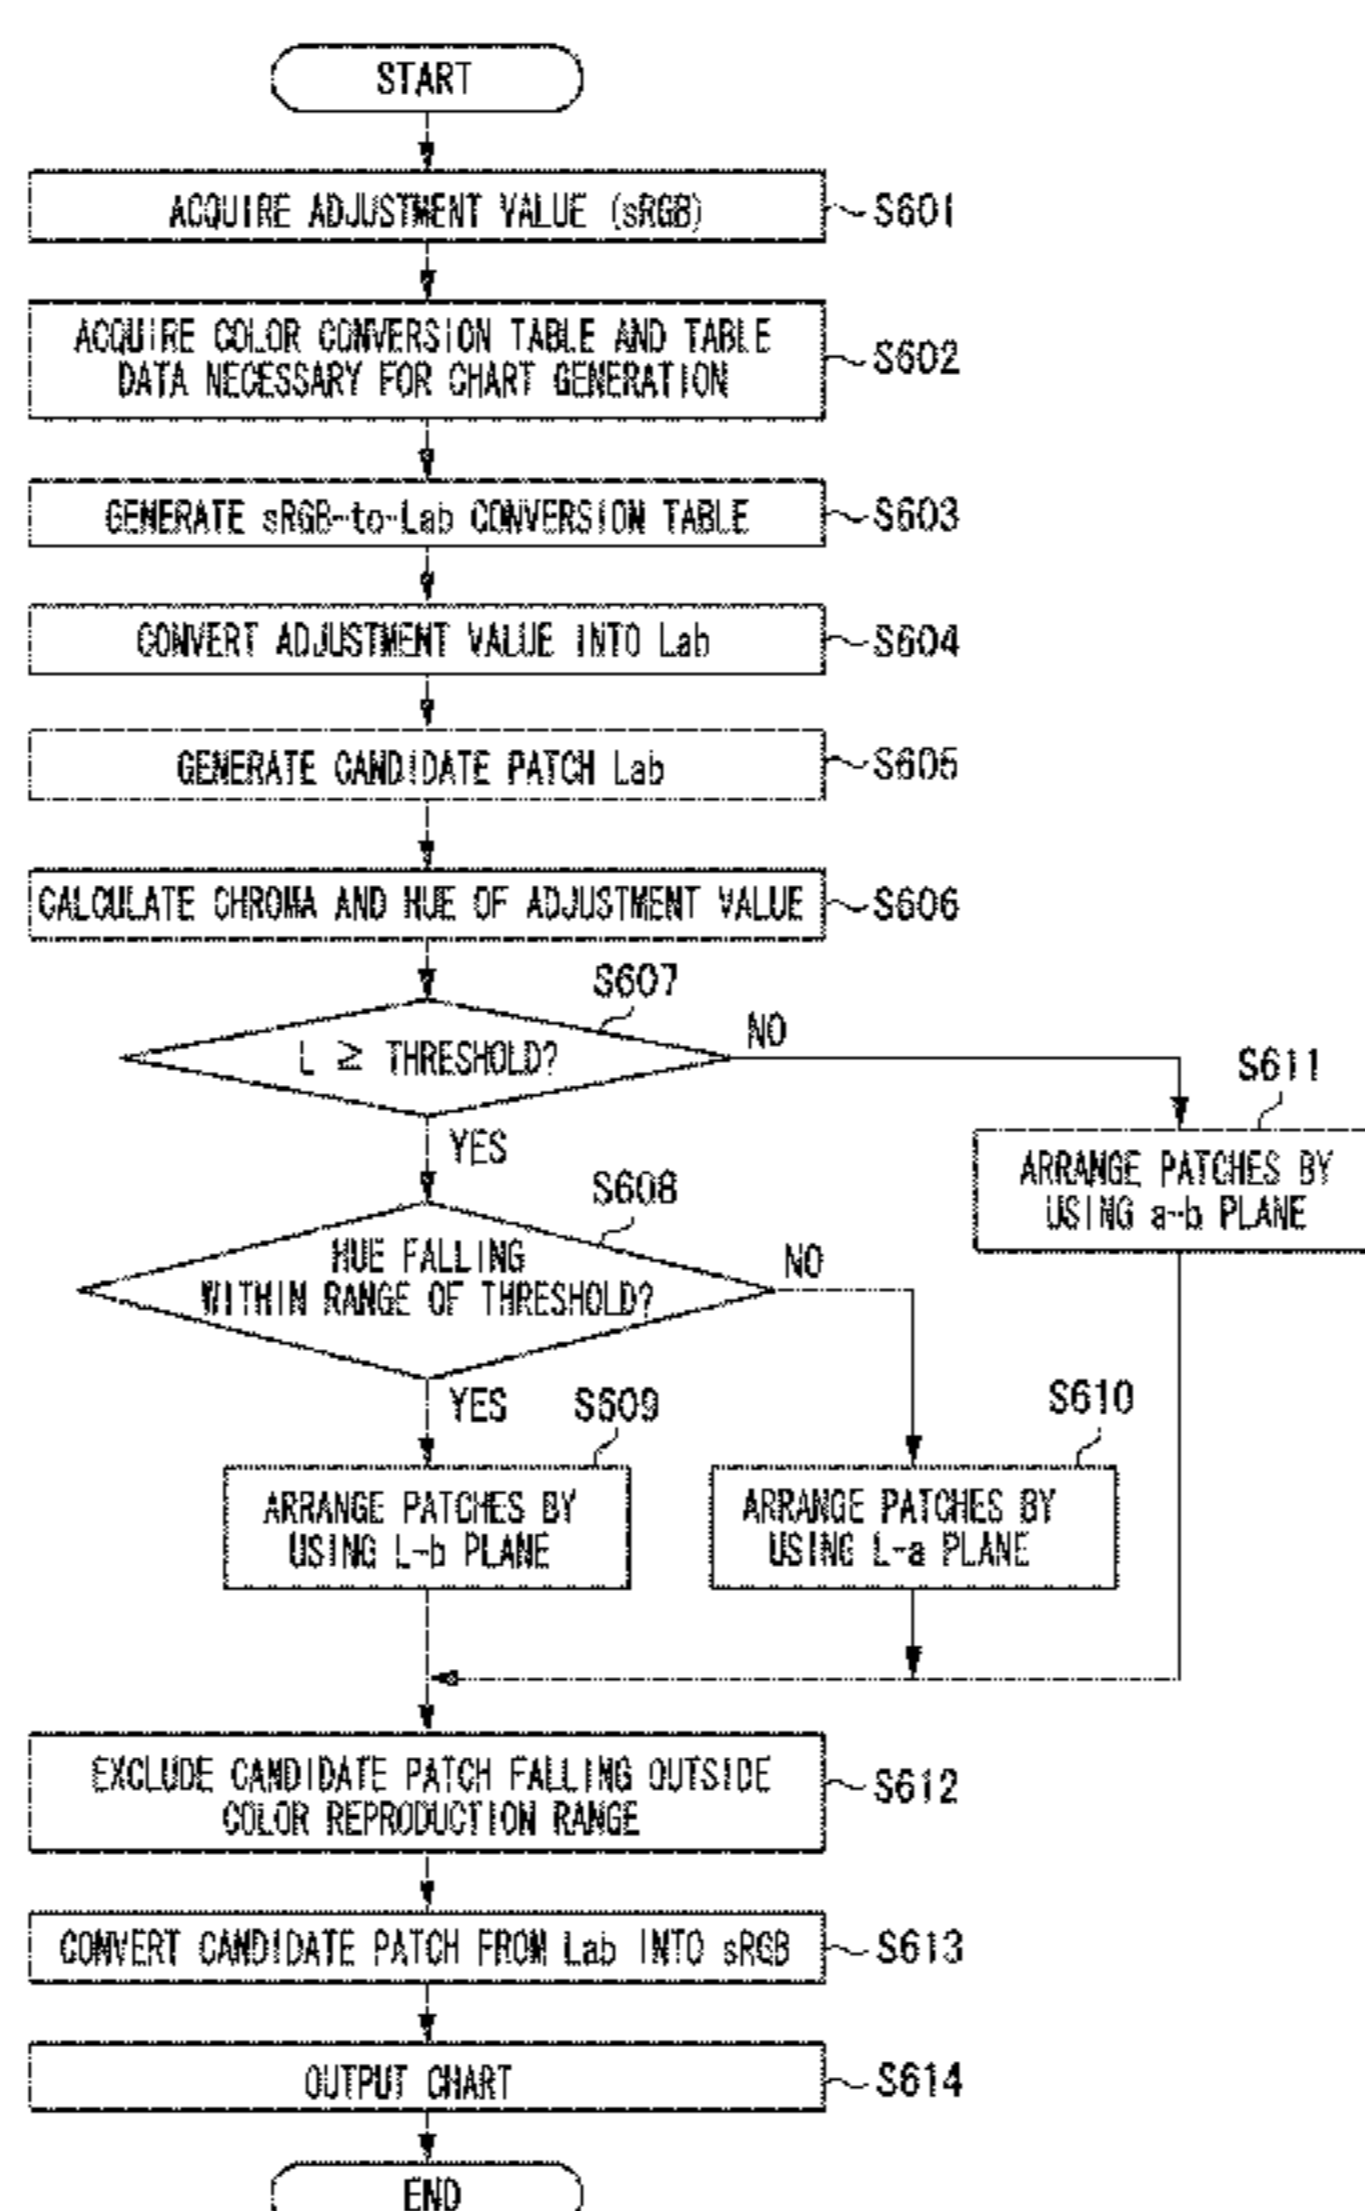 START
ACQUIRE ADJUSTMENT VALUE (sRGB)
S601
ACQUIRE COLOR CONVERSION TABLE AND TABLE
DATA NECESSARY FOR CHART GENERATION
S602
GENERATE sRGB-to-Lab CONVERSION TABLE
S603
CONVERT ADJUSTMENT VALUE INTO Lab
S604
GENERATE CANDIDATE PATCH Lab
S605
CALCULATE CHROMA AND HUE OF ADJUSTMENT VALUE
S606
S607
L ≧ THRESHOLD?
NO
YES
S611
ARRANGE PATCHES BY
USING a-b PLANE
S608
HUE FALLING
WITHIN RANGE OF THRESHOLD?
NO
YES
S609
ARRANGE PATCHES BY
USING L-b PLANE
S610
ARRANGE PATCHES BY
USING L-a PLANE
EXCLUDE CANDIDATE PATCH FALLING OUTSIDE
COLOR REPRODUCTION RANGE
S612
CONVERT CANDIDATE PATCH FROM Lab INTO sRGB
S613
OUTPUT CHART
S614
END